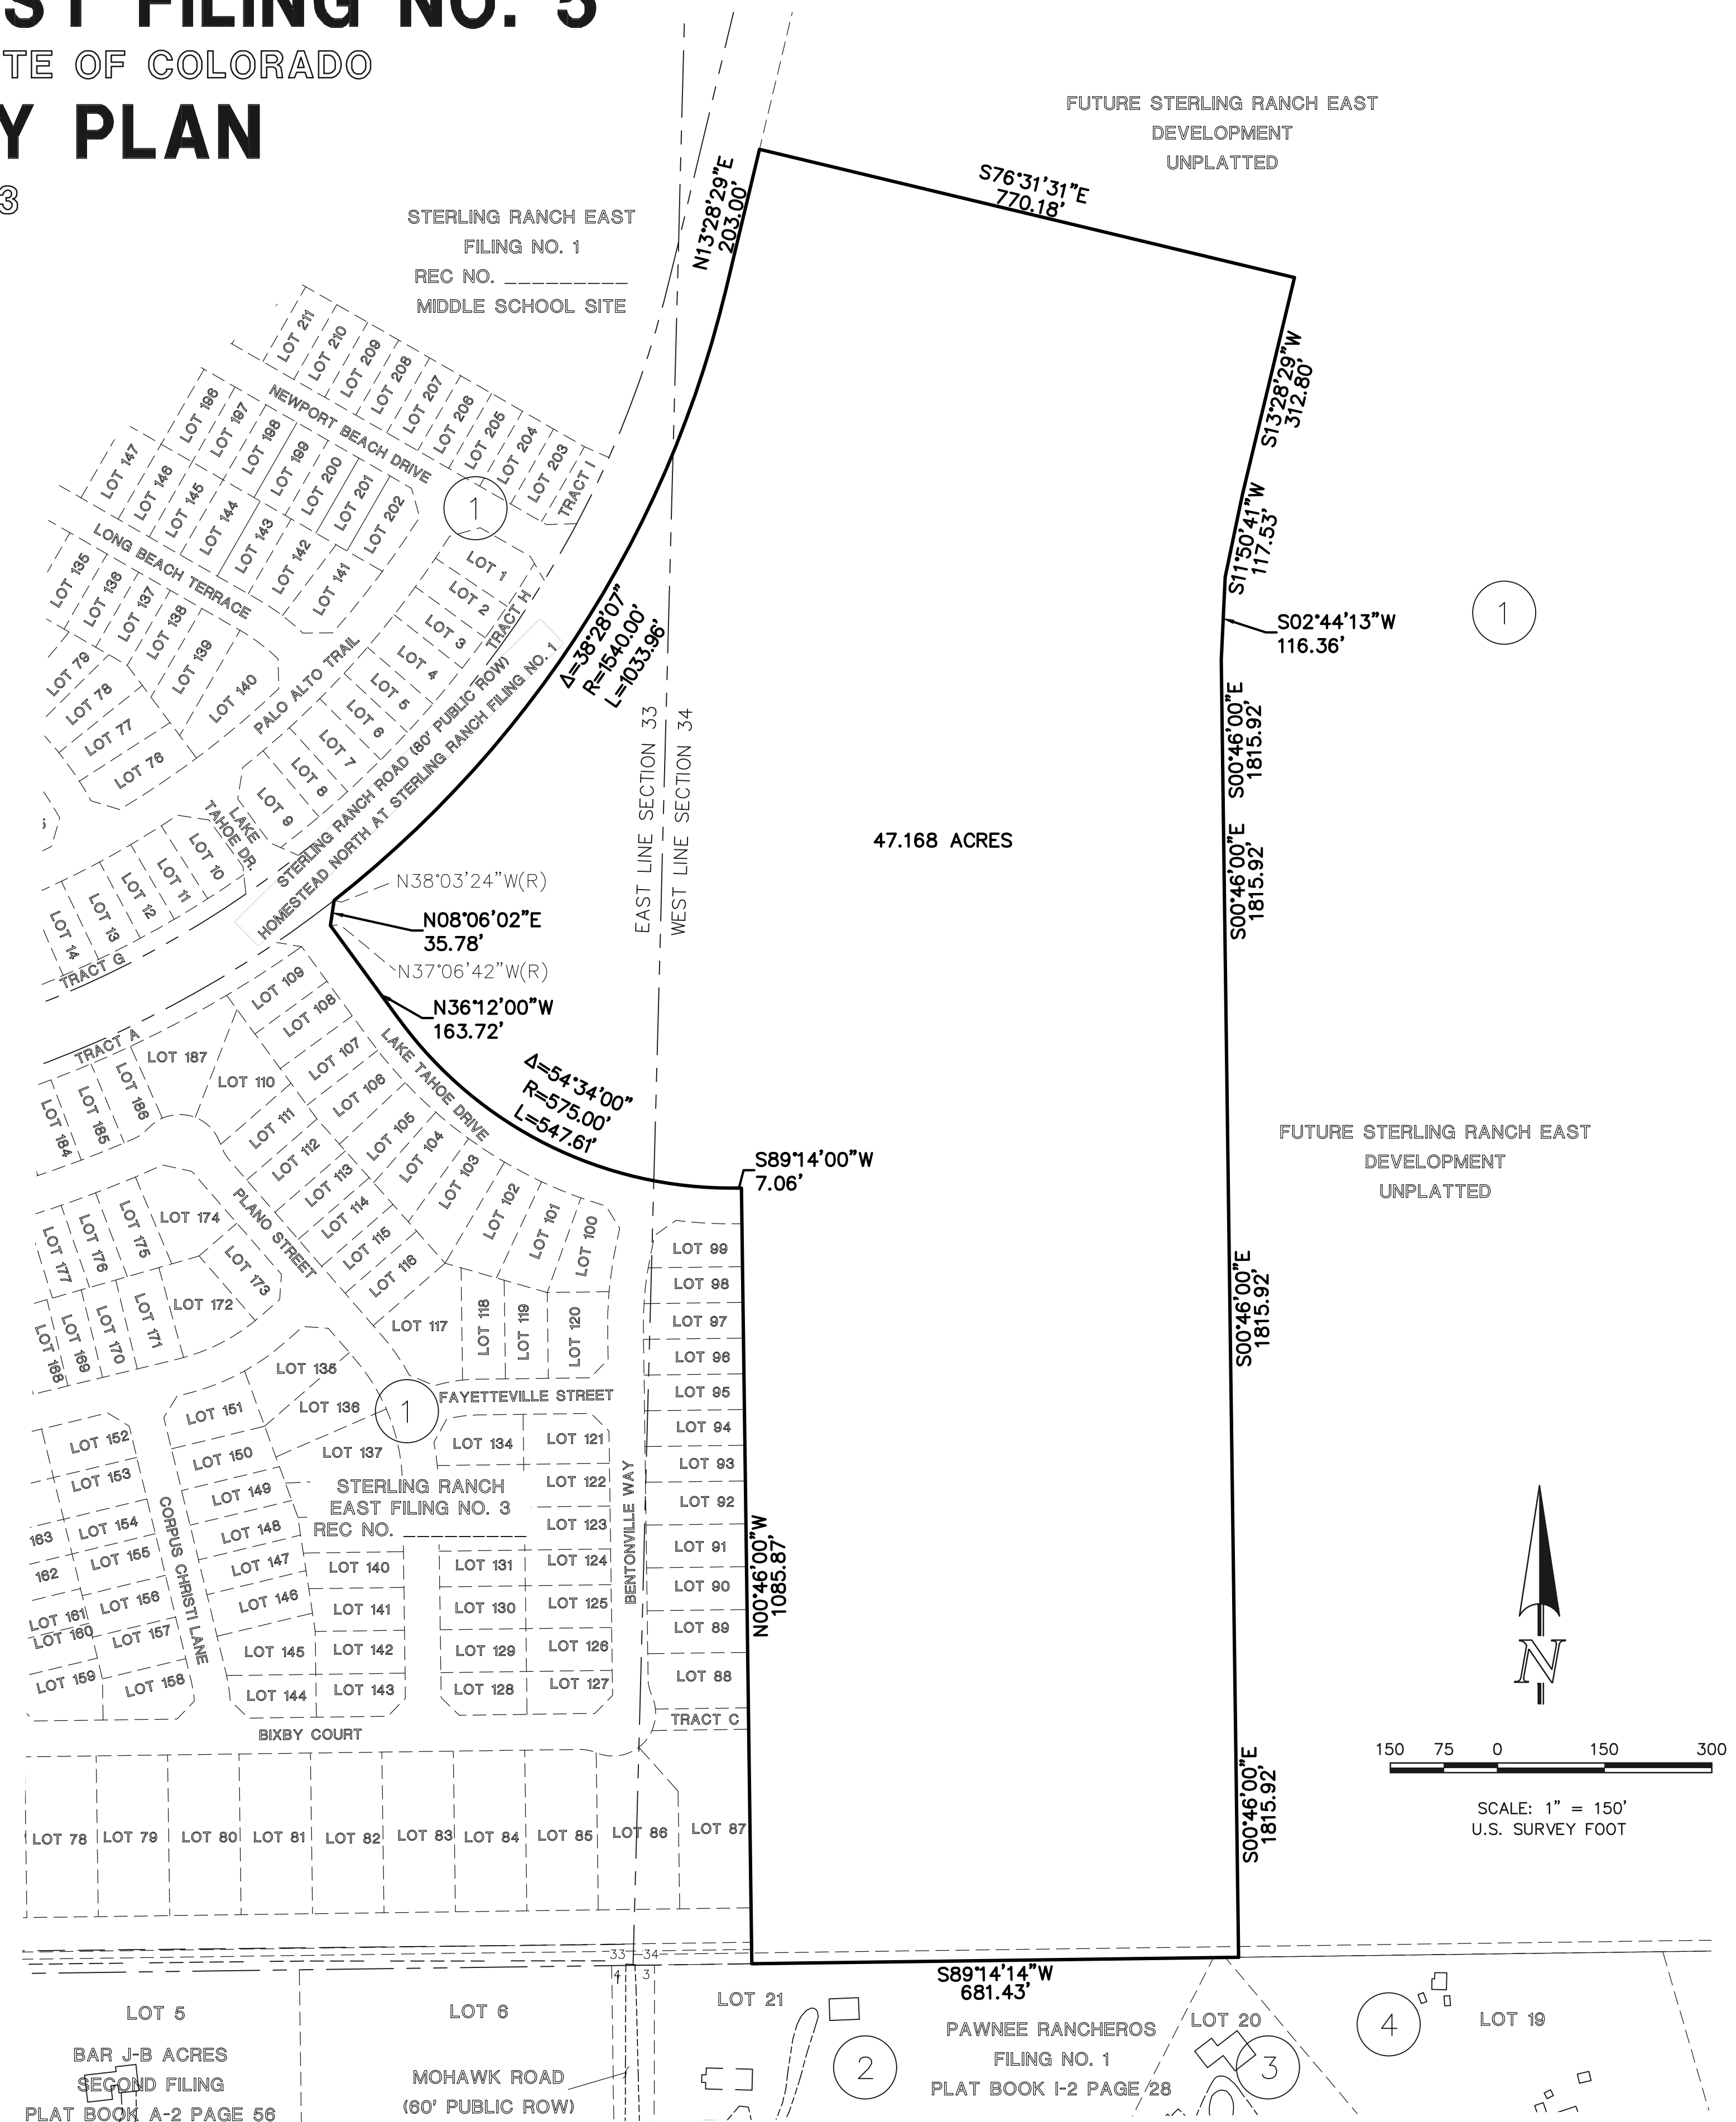 ST FILING NO. 5
TE OF COLORADO
Y PLAN
3
FUTURE STERLING RANCH EAST
DEVELOPMENT
UNPLATTED
STERLING RANCH EAST
FILING NO. 1
REC NO. __________
MIDDLE SCHOOL SITE
N13°28'29"E
203.00'
S76°31'31"E
770.18'
S13°28'29"W
312.80'
S11°50'41"W
117.53'
S02°44'13"W
116.36'
1
S00°46'00"E
1815.92'
S00°46'00"E
1815.92'
S00°46'00"E
1815.92'
S00°46'00"E
1815.92'
LOT 211
LOT 210
LOT 209
LOT 208
LOT 207
LOT 206
LOT 205
LOT 204
LOT 203
TRACT I
NEWPORT BEACH DRIVE
LOT 196
LOT 197
LOT 198
LOT 199
LOT 200
LOT 201
LOT 202
1
LOT 147
LOT 146
LOT 145
LOT 144
LOT 143
LOT 142
LOT 141
LONG BEACH TERRACE
LOT 135
LOT 136
LOT 137
LOT 138
LOT 139
LOT 140
LOT 79
LOT 78
LOT 77
LOT 76
PALO ALTO TRAIL
LOT 1
LOT 2
LOT 3
LOT 4
LOT 5
LOT 6
LOT 7
LOT 8
LOT 9
TRACT H
STERLING RANCH ROAD (80' PUBLIC ROW)
HOMESTEAD NORTH AT STERLING RANCH FILING NO. 1
LAKE
TAHOE DR.
LOT 10
LOT 11
LOT 12
LOT 13
LOT 14
TRACT G
Δ=38°28'07"
R=1540.00'
L=1033.96'
EAST LINE SECTION 33
WEST LINE SECTION 34
47.168 ACRES
N38°03'24"W(R)
N08°06'02"E
35.78'
N37°06'42"W(R)
N36°12'00"W
163.72'
Δ=54°34'00"
R=575.00'
L=547.61'
S89°14'00"W
7.06'
FUTURE STERLING RANCH EAST
DEVELOPMENT
UNPLATTED
TRACT A
LOT 187
LOT 186
LOT 185
LOT 184
LOT 109
LOT 108
LOT 107
LOT 106
LOT 105
LOT 104
LOT 103
LOT 102
LOT 101
LOT 100
LAKE TAHOE DRIVE
LOT 110
LOT 111
LOT 112
LOT 113
LOT 114
LOT 115
LOT 116
LOT 117
LOT 118
LOT 119
LOT 120
PLANO STREET
LOT 177
LOT 176
LOT 175
LOT 174
LOT 173
LOT 172
LOT 171
LOT 170
LOT 169
LOT 168
LOT 99
LOT 98
LOT 97
LOT 96
LOT 95
LOT 94
LOT 93
LOT 92
LOT 91
LOT 90
LOT 89
LOT 88
TRACT C
LOT 135
LOT 136
LOT 137
1
FAYETTEVILLE STREET
LOT 134
LOT 121
LOT 122
LOT 123
LOT 124
LOT 125
LOT 126
LOT 127
STERLING RANCH
EAST FILING NO. 3
REC NO. __________
BENTONVILLE WAY
LOT 151
LOT 150
LOT 149
LOT 148
LOT 147
LOT 146
LOT 145
LOT 144
LOT 152
LOT 153
LOT 154
LOT 155
LOT 156
LOT 157
LOT 158
163
162
LOT 161
LOT 160
LOT 159
CORPUS CHRISTI LANE
LOT 140
LOT 141
LOT 142
LOT 143
LOT 131
LOT 130
LOT 129
LOT 128
N00°46'00"W
1085.87'
BIXBY COURT
LOT 78
LOT 79
LOT 80
LOT 81
LOT 82
LOT 83
LOT 84
LOT 85
LOT 86
LOT 87
N
150 75 0 150 300
SCALE: 1" = 150'
U.S. SURVEY FOOT
33 34
4 3
S89°14'14"W
681.43'
LOT 5
BAR J-B ACRES
SECOND FILING
PLAT BOOK A-2 PAGE 56
LOT 6
MOHAWK ROAD
(60' PUBLIC ROW)
LOT 21
2
PAWNEE RANCHEROS
FILING NO. 1
PLAT BOOK I-2 PAGE 28
LOT 20
3
4
LOT 19